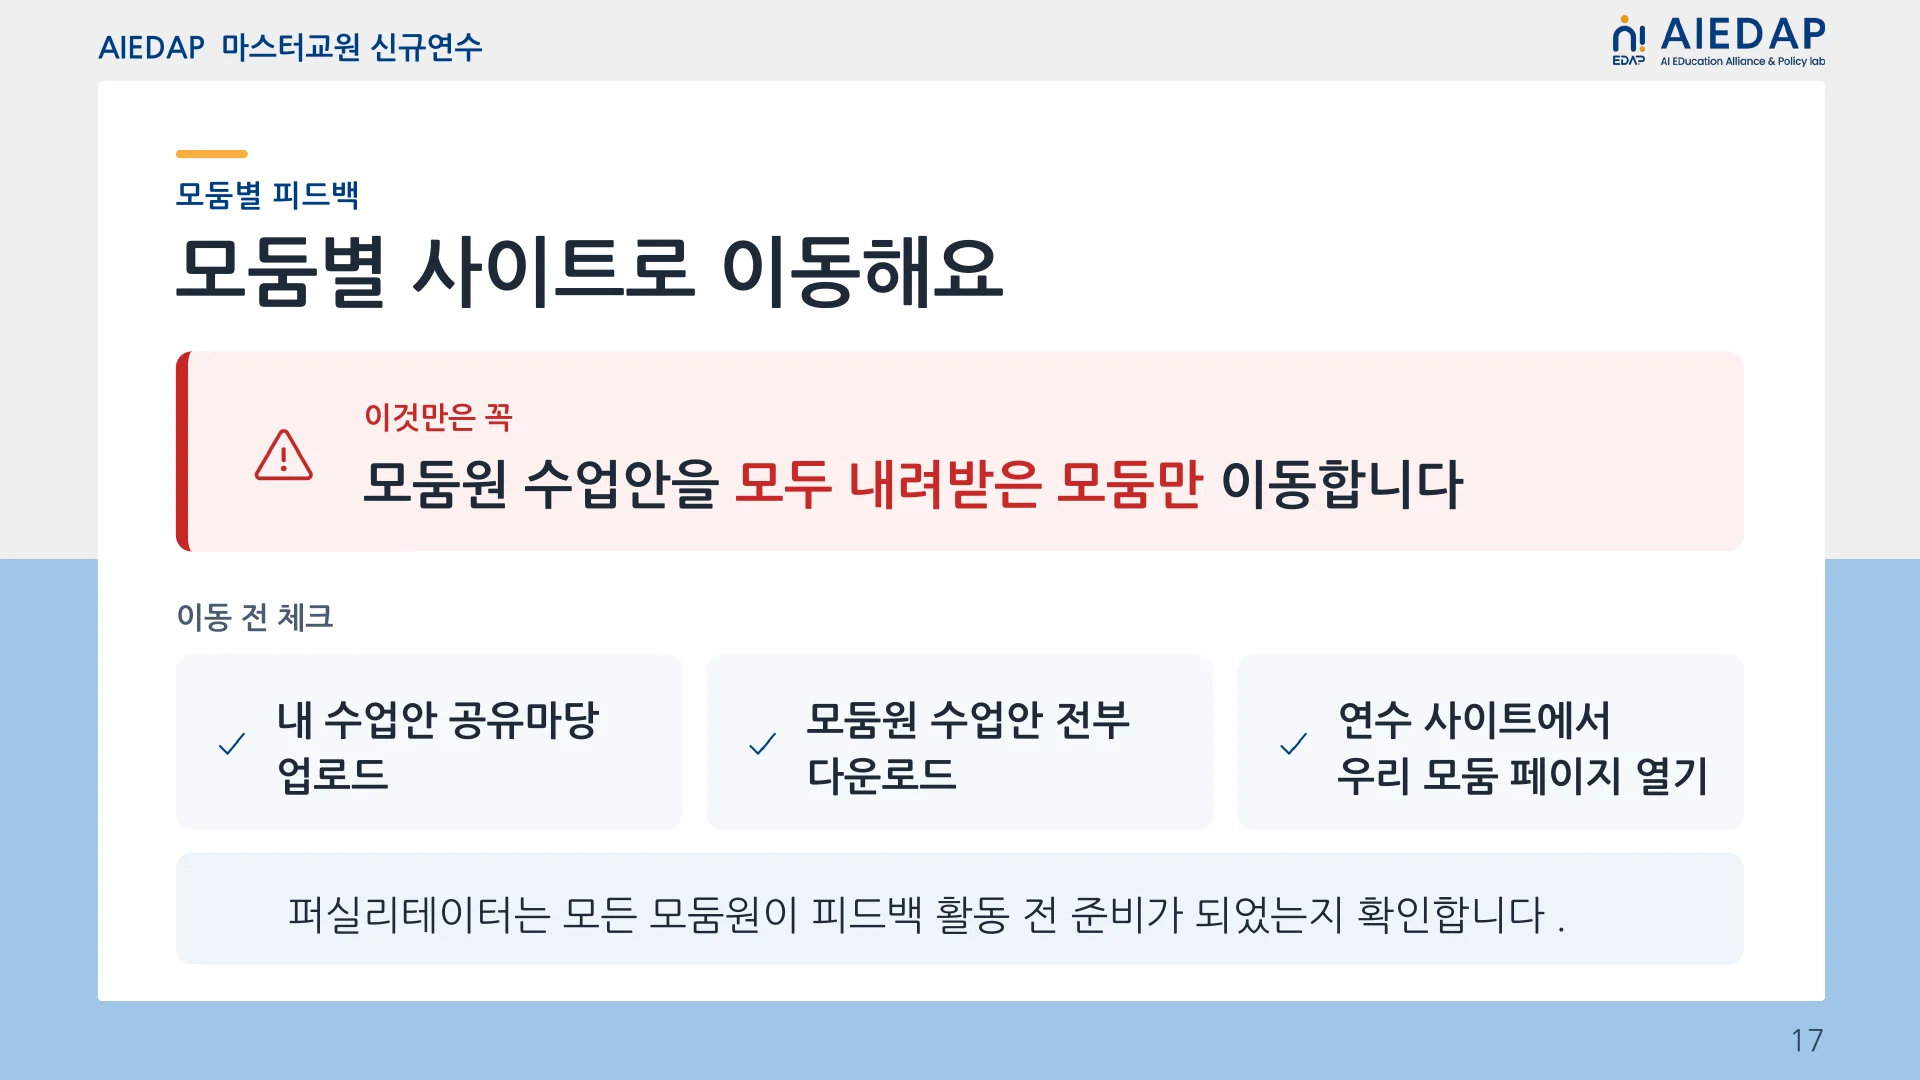 AIEDAP 마스터교원 신규연수
AIEDAP
EDAP
AI EDucation Alliance & Policy lab
모둠별 피드백
모둠별 사이트로 이동해요
이것만은 꼭
모둠원 수업안을 모두 내려받은 모둠만 이동합니다
이동 전 체크
내 수업안 공유마당
업로드
모둠원 수업안 전부
다운로드
연수 사이트에서
우리 모둠 페이지 열기
퍼실리테이터는 모든 모둠원이 피드백 활동 전 준비가 되었는지 확인합니다 .
17